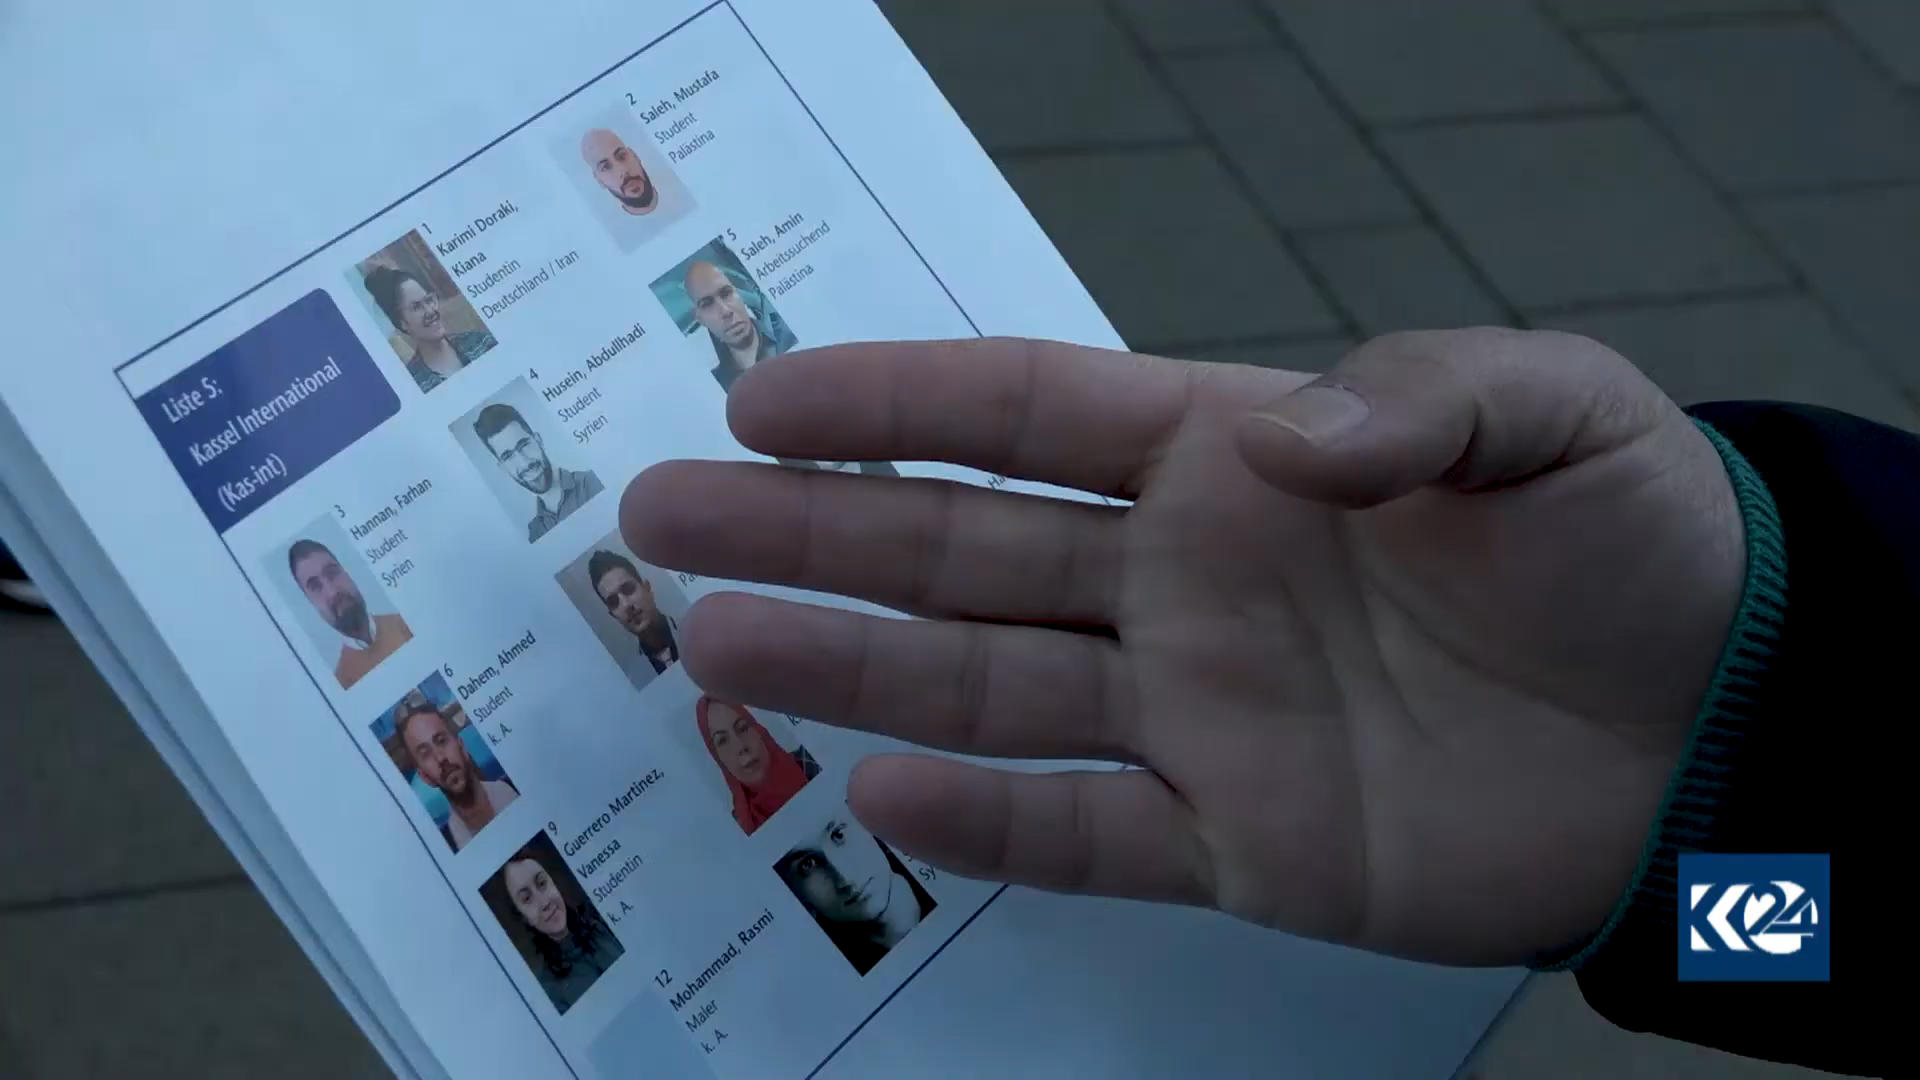 Liste 5:
Kassel International
(Kas-int)
1
Karimi Doraki,
Kiana
Studentin
Deutschland / Iran
2
Saleh, Mustafa
Student
Palästina
3
Hannan, Farhan
Student
Syrien
4
Husein, Abdullhadi
Student
Syrien
5
Saleh, Amin
Arbeitssuchend
Palästina
6
Dahem, Ahmed
Student
k. A.
9
Guerrero Martinez,
Vanessa
Studentin
k. A.
12
Mohammad, Rasmi
Maler
k. A.
K24